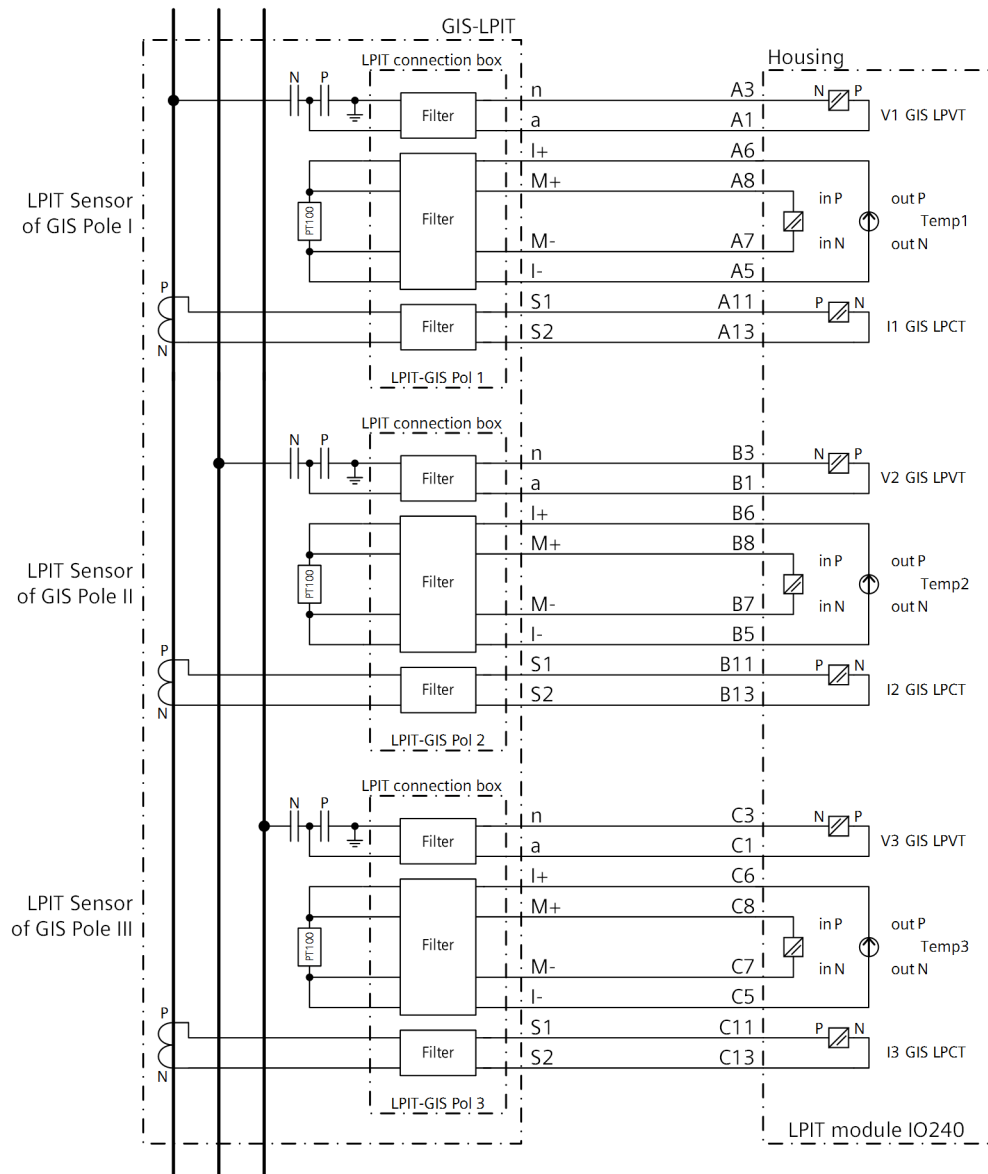 GIS-LPIT
LPIT connection box
Housing
N P
n A3 N P
Filter
V1 GIS LPVT
a A1
I+ A6
M+ A8
in P out P
LPIT Sensor
of GIS Pole I
PT100
Filter
Temp1
in N out N
M- A7
I- A5
P
S1 A11 P N
Filter
I1 GIS LPCT
S2 A13
N
LPIT-GIS Pol 1
LPIT connection box
N P
n B3 N P
Filter
V2 GIS LPVT
a B1
I+ B6
M+ B8
in P out P
LPIT Sensor
of GIS Pole II
PT100
Filter
Temp2
in N out N
M- B7
I- B5
P
S1 B11 P N
Filter
I2 GIS LPCT
S2 B13
N
LPIT-GIS Pol 2
LPIT connection box
N P
n C3 N P
Filter
V3 GIS LPVT
a C1
I+ C6
M+ C8
in P out P
LPIT Sensor
of GIS Pole III
PT100
Filter
Temp3
in N out N
M- C7
I- C5
P
S1 C11 P N
Filter
I3 GIS LPCT
S2 C13
N
LPIT-GIS Pol 3
LPIT module IO240